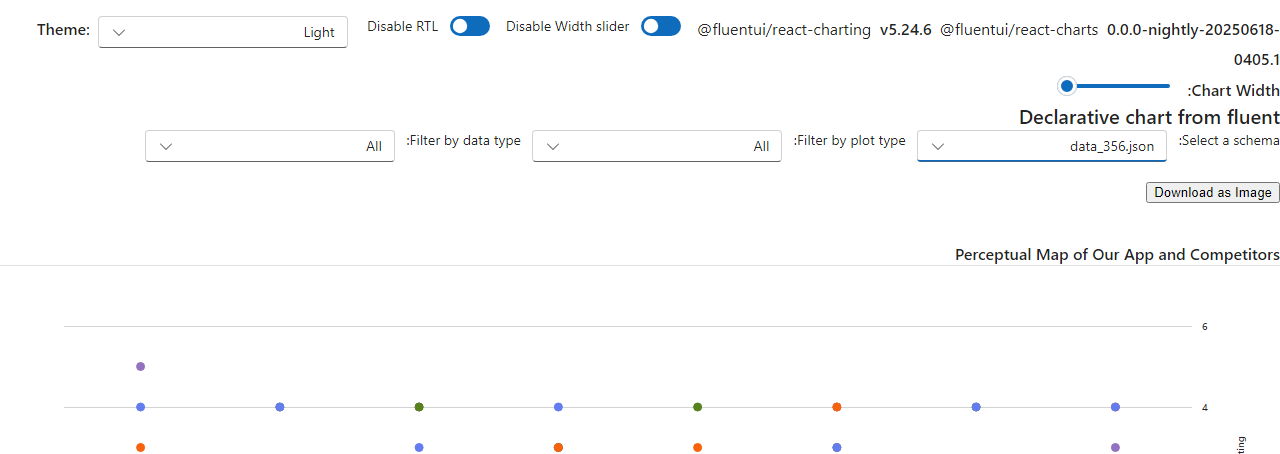 Theme: Light Disable RTL Disable Width slider @fluentui/react-charting v5.24.6 @fluentui/react-charts 0.0.0-nightly-20250618-
0405.1
:Chart Width
Declarative chart from fluent
:Select a schema data_356.json :Filter by plot type All :Filter by data type All
Download as Image
Perceptual Map of Our App and Competitors
6
4
ting